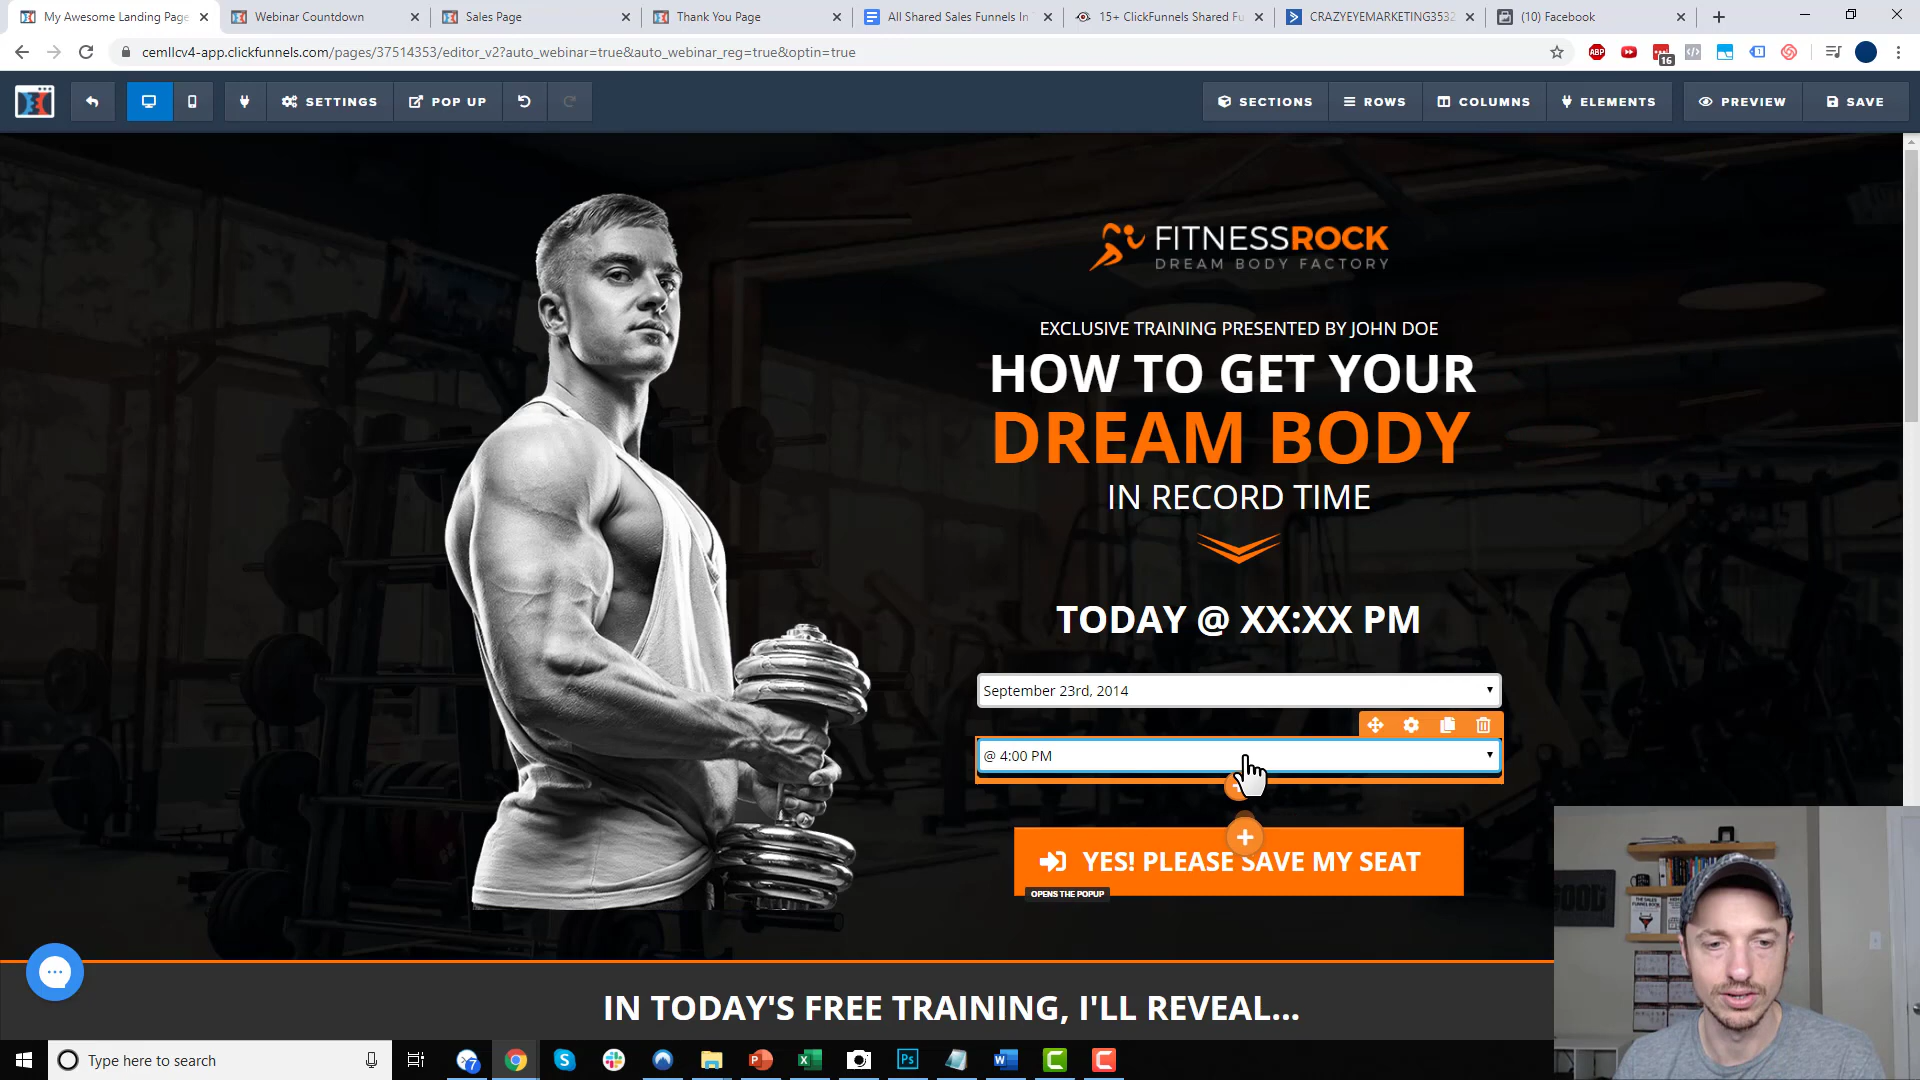 My Awesome Landing Page
Webinar Countdown
Sales Page
Thank You Page
All Shared Sales Funnels In
15+ ClickFunnels Shared Fu
CRAZYEYEMARKETING3532
(10) Facebook
cemllcv4-app.clickfunnels.com/pages/37514353/editor_v2?auto_webinar=true&auto_webinar_reg=true&optin=true
ABP
16
SETTINGS
POP UP
SECTIONS
ROWS
COLUMNS
ELEMENTS
PREVIEW
SAVE
FITNESSROCK
DREAM BODY FACTORY
EXCLUSIVE TRAINING PRESENTED BY JOHN DOE
HOW TO GET YOUR
DREAM BODY
IN RECORD TIME
TODAY @ XX:XX PM
September 23rd, 2014
@ 4:00 PM
YES! PLEASE SAVE MY SEAT
OPENS THE POPUP
IN TODAY'S FREE TRAINING, I'LL REVEAL...
Type here to search
7